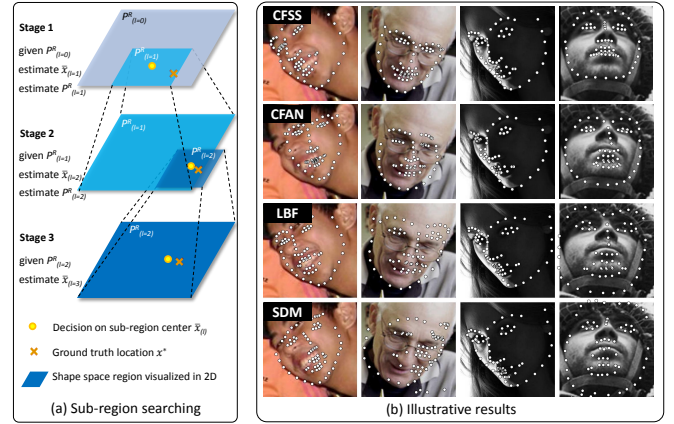 Stage 1
P^R_(l=0)
given P^R_(l=0)
P^R_(l=1)
estimate x̄_(l=1)
estimate P^R_(l=1)
Stage 2
P^R_(l=1)
given P^R_(l=1)
P^R_(l=2)
estimate x̄_(l=2)
estimate P^R_(l=2)
Stage 3
P^R_(l=2)
given P^R_(l=2)
estimate x̄_(l=3)
Decision on sub-region center x̄_(l)
Ground truth location x*
Shape space region visualized in 2D
(a) Sub-region searching
CFSS
CFAN
LBF
SDM
(b) Illustrative results